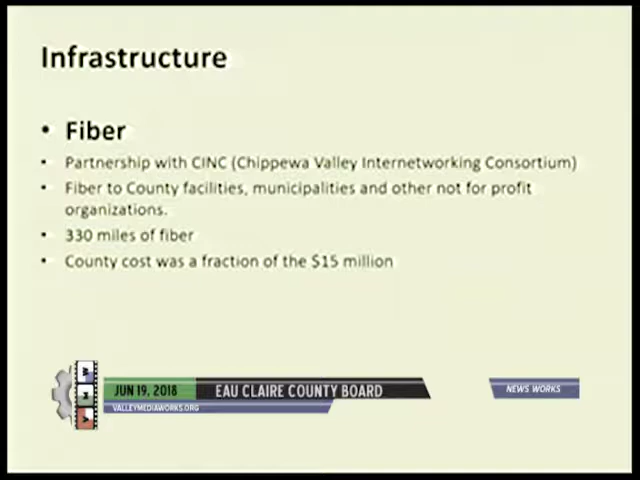 Infrastructure
• Fiber
• Partnership with CINC (Chippewa Valley Internetworking Consortium)
• Fiber to County facilities, municipalities and other not for profit
organizations.
• 330 miles of fiber
• County cost was a fraction of the $15 million
JUN 19, 2018
EAU CLAIRE COUNTY BOARD
NEWS WORKS
VALLEYMEDIAWORKS.ORG